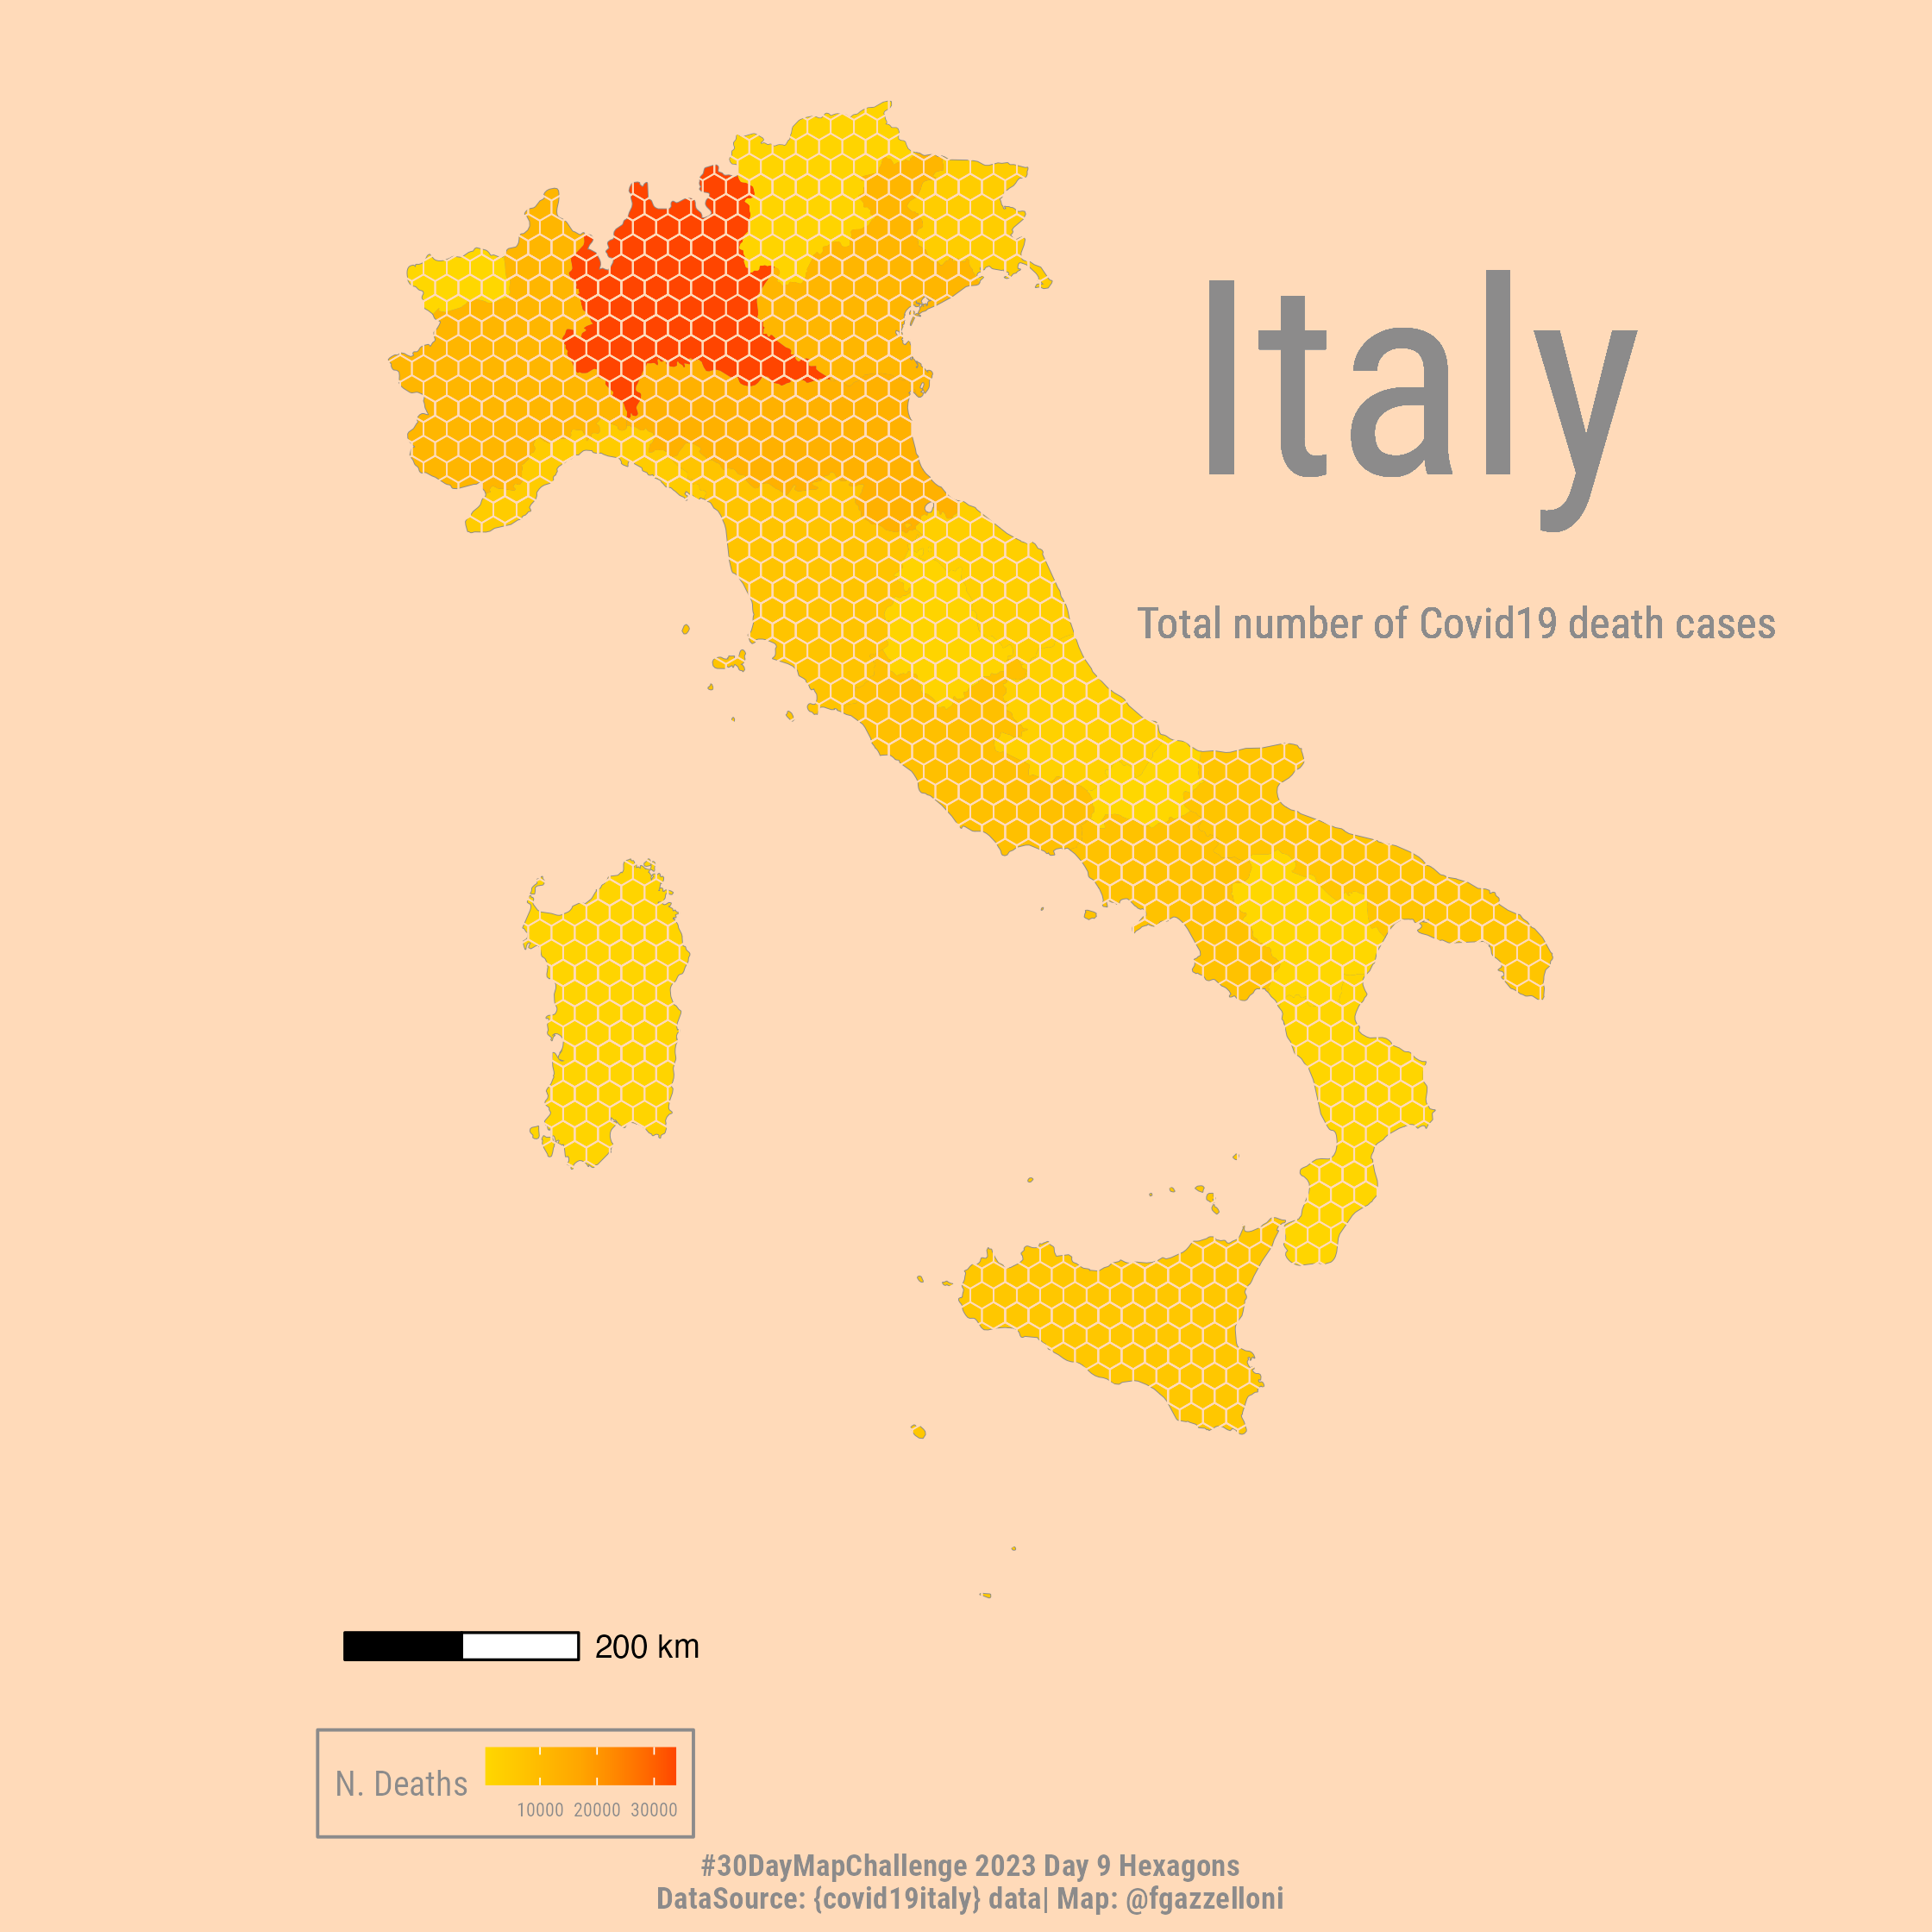 Italy
Total number of Covid19 death cases
200 km
N. Deaths
10000 20000 30000
#30DayMapChallenge 2023 Day 9 Hexagons
DataSource: {covid19italy} data| Map: @fgazzelloni